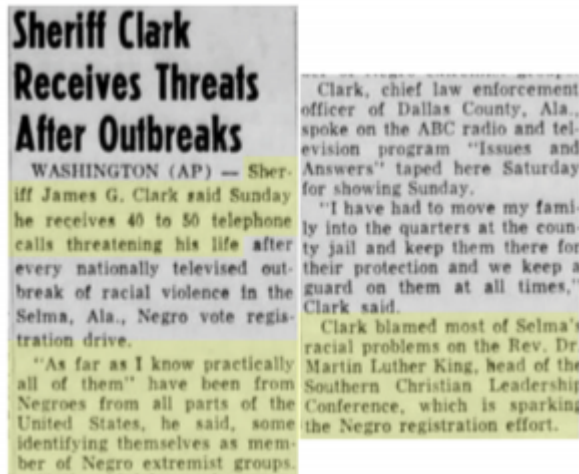 Sheriff Clark
Receives Threats
After Outbreaks
WASHINGTON (AP) — Sher-
iff James G. Clark said Sunday
he receives 40 to 50 telephone
calls threatening his life after
every nationally televised out-
break of racial violence in the
Selma, Ala., Negro vote regis-
tration drive.
"As far as I know practically
all of them" have been from
Negroes from all parts of the
United States, he said, some
identifying themselves as mem-
ber of Negro extremist groups.
Clark, chief law enforcement
officer of Dallas County, Ala.,
spoke on the ABC radio and tel-
evision program "Issues and
Answers" taped here Saturday
for showing Sunday.
"I have had to move my fami-
ly into the quarters at the coun-
ty jail and keep them there for
their protection and we keep a
guard on them at all times,"
Clark said.
Clark blamed most of Selma's
racial problems on the Rev. Dr.
Martin Luther King, head of the
Southern Christian Leadership
Conference, which is sparking
the Negro registration effort.